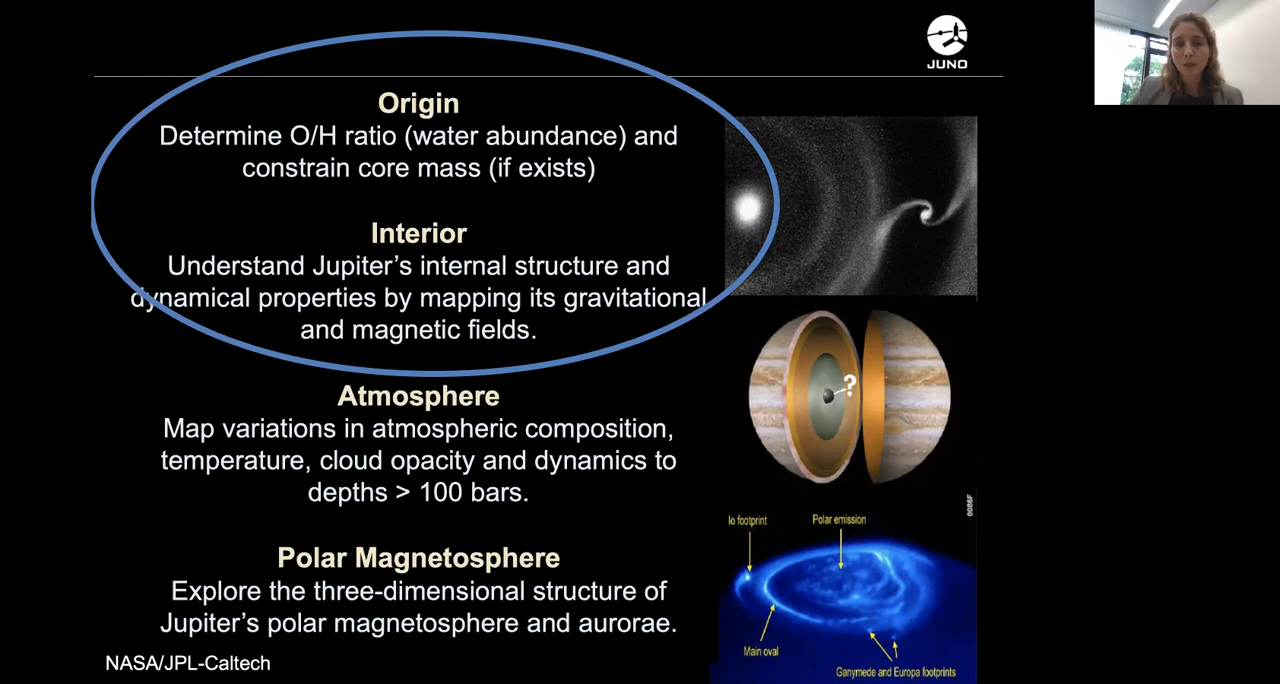 JUNO
Origin
Determine O/H ratio (water abundance) and
constrain core mass (if exists)
Interior
Understand Jupiter's internal structure and
dynamical properties by mapping its gravitational
and magnetic fields.
?
Atmosphere
Map variations in atmospheric composition,
temperature, cloud opacity and dynamics to
depths > 100 bars.
Io footprint
Polar emission
Polar Magnetosphere
Explore the three-dimensional structure of
Jupiter's polar magnetosphere and aurorae.
Main oval
Ganymede and Europa footprints
NASA/JPL-Caltech